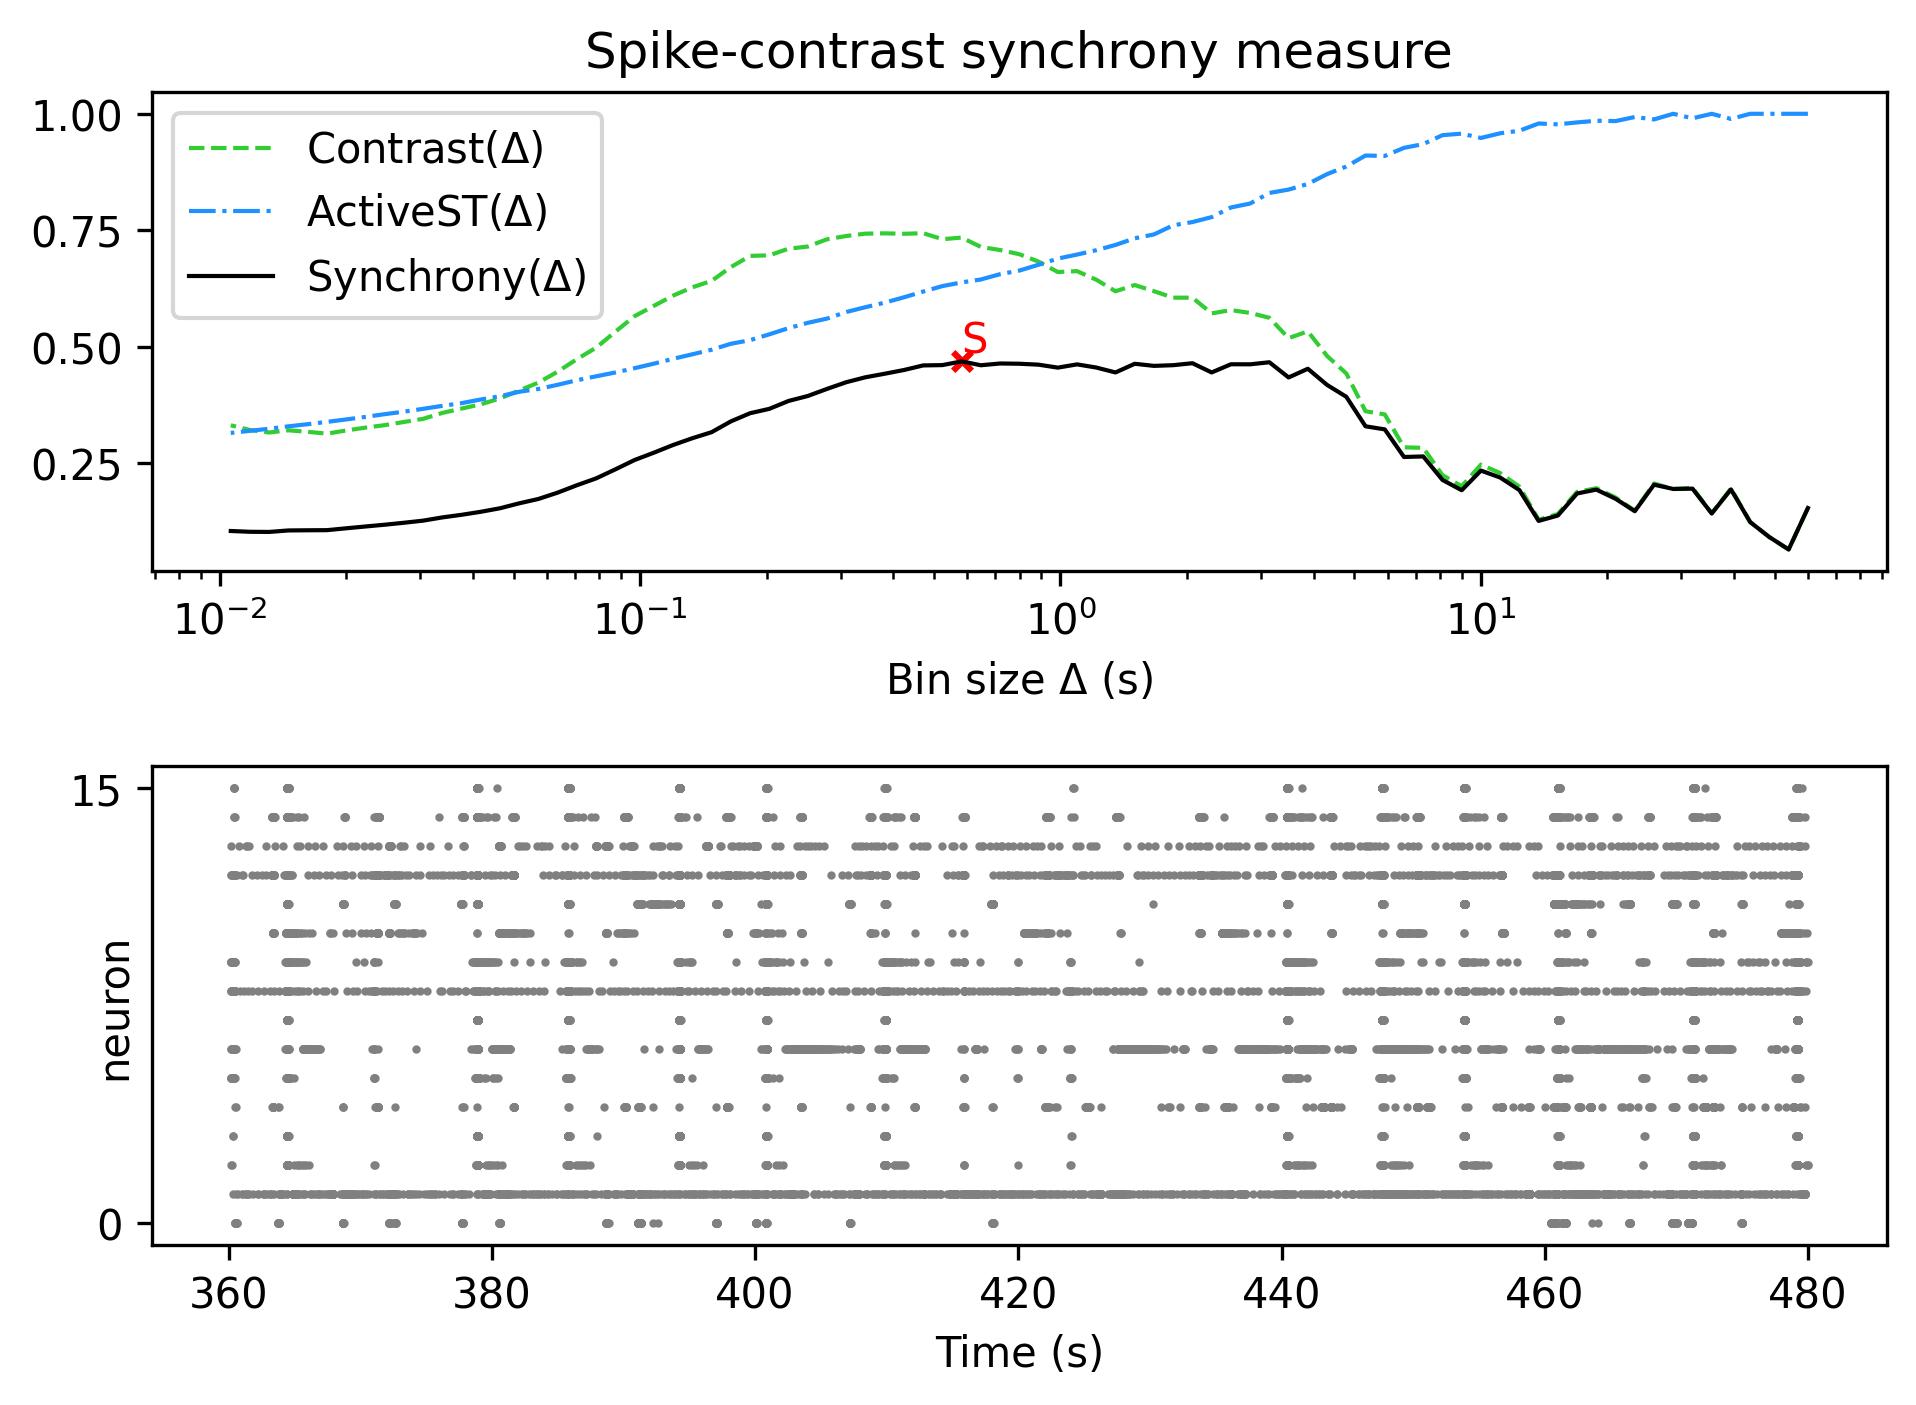 Spike-contrast synchrony measure
1.00
0.75
0.50
0.25
Contrast(Δ)
ActiveST(Δ)
Synchrony(Δ)
S
10⁻² 10⁻¹ 10⁰ 10¹
Bin size Δ (s)
15
0
neuron
360 380 400 420 440 460 480
Time (s)